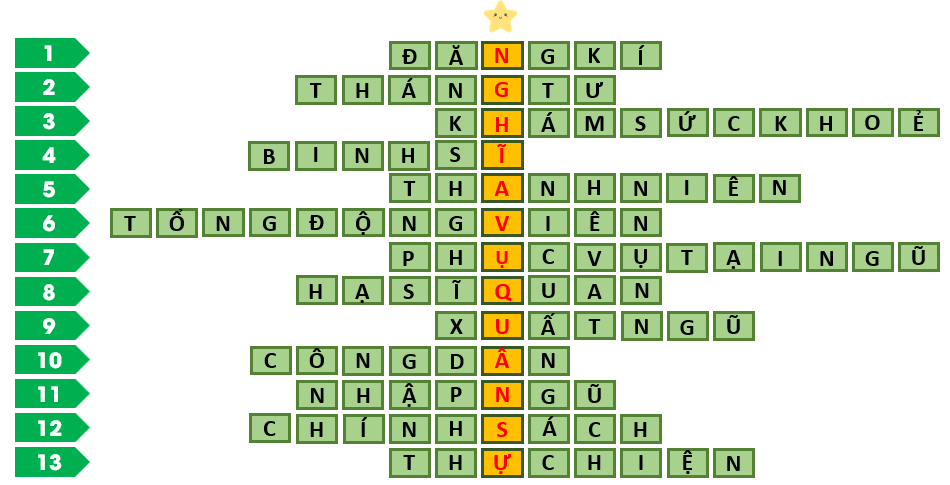 1 ĐĂNGKÍ
2 THÁNGTƯ
3 KHÁMSỨCKHOẺ
4 BINHSĨ
5 THANHNIÊN
6 TỔNGĐỘNGVIÊN
7 PHỤCVỤTẠINGŨ
8 HẠSĨQUAN
9 XUẤTNGŨ
10 CÔNGDÂN
11 NHẬPNGŨ
12 CHÍNHSÁCH
13 THỰCHIỆN